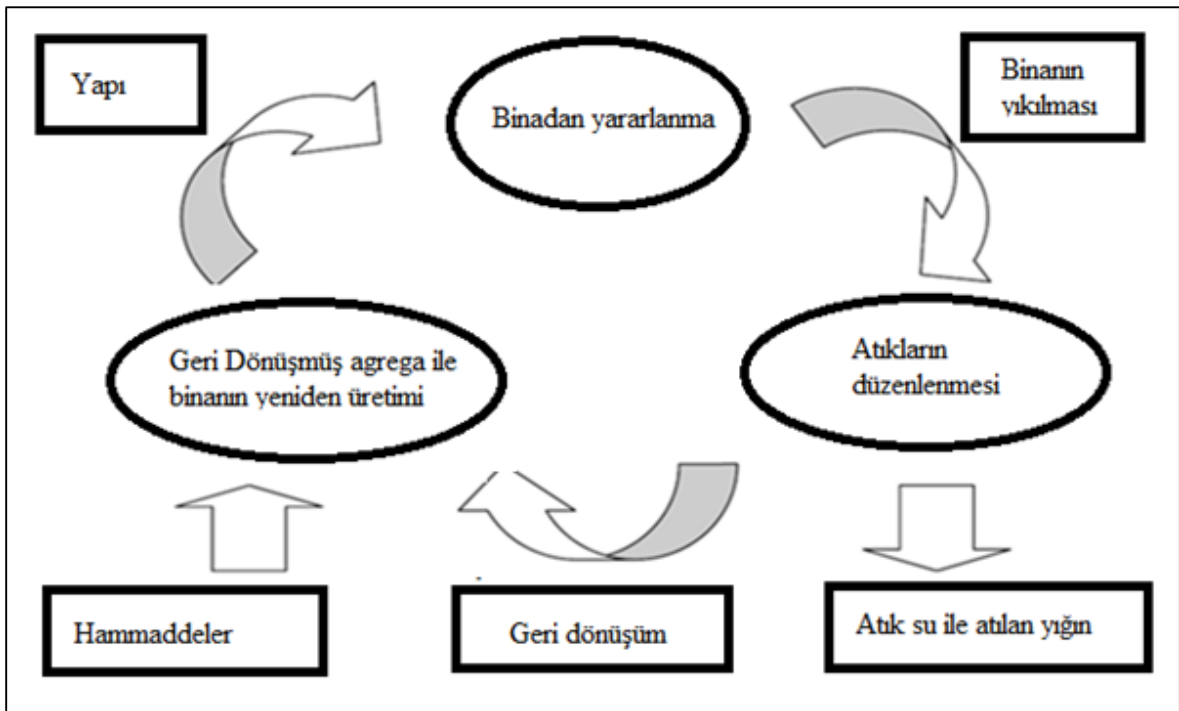 Yapı
Binadan yararlanma
Binanın
yıkılması
Geri Dönüşmüş agrega ile
binanın yeniden üretimi
Atıkların
düzenlenmesi
Hammaddeler
Geri dönüşüm
Atık su ile atılan yığın